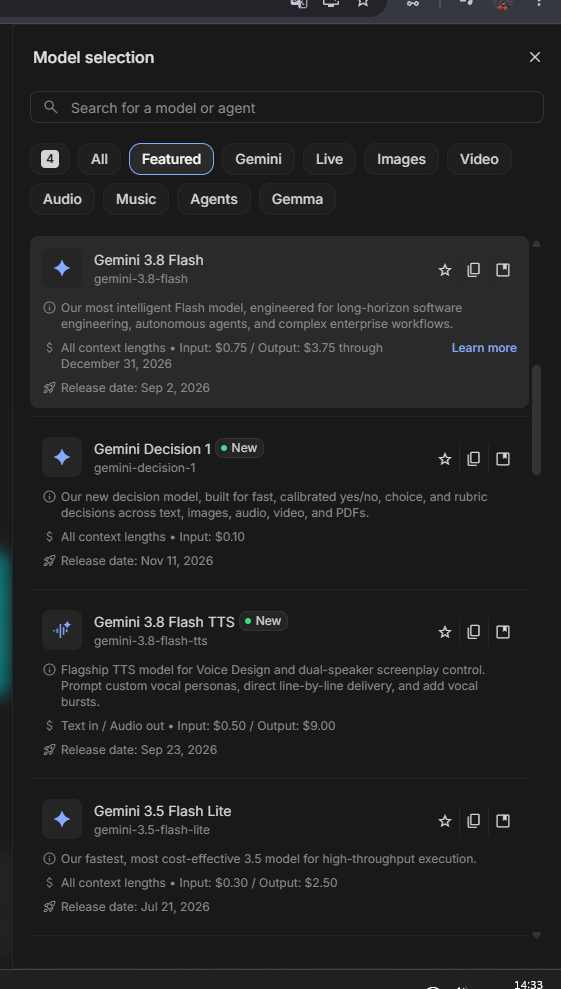 Model selection
Search for a model or agent
4 All Featured Gemini Live Images Video
Audio Music Agents Gemma
Gemini 3.8 Flash
gemini-3.8-flash
Our most intelligent Flash model, engineered for long-horizon software
engineering, autonomous agents, and complex enterprise workflows.
$ All context lengths • Input: $0.75 / Output: $3.75 through
December 31, 2026
Learn more
Release date: Sep 2, 2026
Gemini Decision 1 New
gemini-decision-1
Our new decision model, built for fast, calibrated yes/no, choice, and rubric
decisions across text, images, audio, video, and PDFs.
$ All context lengths • Input: $0.10
Release date: Nov 11, 2026
Gemini 3.8 Flash TTS New
gemini-3.8-flash-tts
Flagship TTS model for Voice Design and dual-speaker screenplay control.
Prompt custom vocal personas, direct line-by-line delivery, and add vocal
bursts.
$ Text in / Audio out • Input: $0.50 / Output: $9.00
Release date: Sep 23, 2026
Gemini 3.5 Flash Lite
gemini-3.5-flash-lite
Our fastest, most cost-effective 3.5 model for high-throughput execution.
$ All context lengths • Input: $0.30 / Output: $2.50
Release date: Jul 21, 2026
14:33